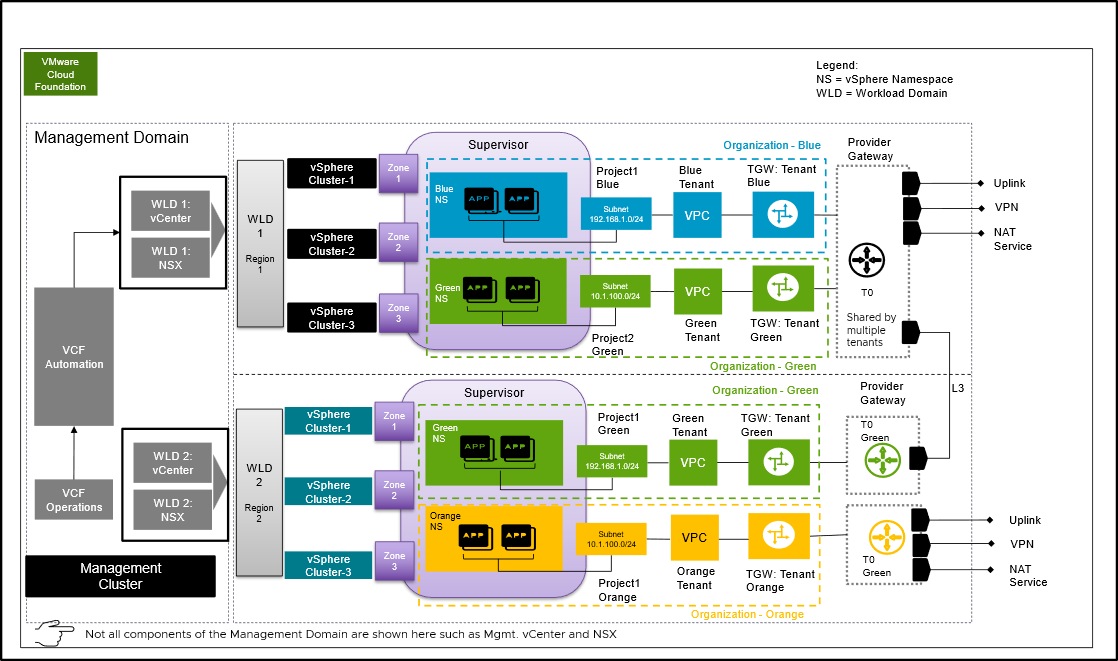 VMware
Cloud
Foundation
Legend:
NS = vSphere Namespace
WLD = Workload Domain
Management Domain
WLD 1:
vCenter
WLD 1:
NSX
VCF
Automation
WLD 2:
vCenter
WLD 2:
NSX
VCF
Operations
Management
Cluster
WLD
1
Region
1
vSphere
Cluster-1
vSphere
Cluster-2
vSphere
Cluster-3
Zone
1
Zone
2
Zone
3
Supervisor
Organization - Blue
Blue
NS
APP
APP
Project1
Blue
Subnet
192.168.1.0/24
Blue
Tenant
VPC
TGW: Tenant
Blue
Green
NS
APP
APP
Subnet
10.1.100.0/24
Project2
Green
VPC
Green
Tenant
TGW: Tenant
Green
Organization - Green
Provider
Gateway
T0
Shared by
multiple
tenants
Uplink
VPN
NAT
Service
L3
WLD
2
Region
2
vSphere
Cluster-1
vSphere
Cluster-2
vSphere
Cluster-3
Zone
1
Zone
2
Zone
3
Supervisor
Organization - Green
Green
NS
APP
APP
Project1
Green
Subnet
192.168.1.0/24
Green
Tenant
VPC
TGW: Tenant
Green
Orange
NS
APP
APP
Subnet
10.1.100.0/24
Project1
Orange
VPC
Orange
Tenant
TGW: Tenant
Orange
Organization - Orange
Provider
Gateway
T0
Green
T0
Green
Uplink
VPN
NAT
Service
Not all components of the Management Domain are shown here such as Mgmt. vCenter and NSX